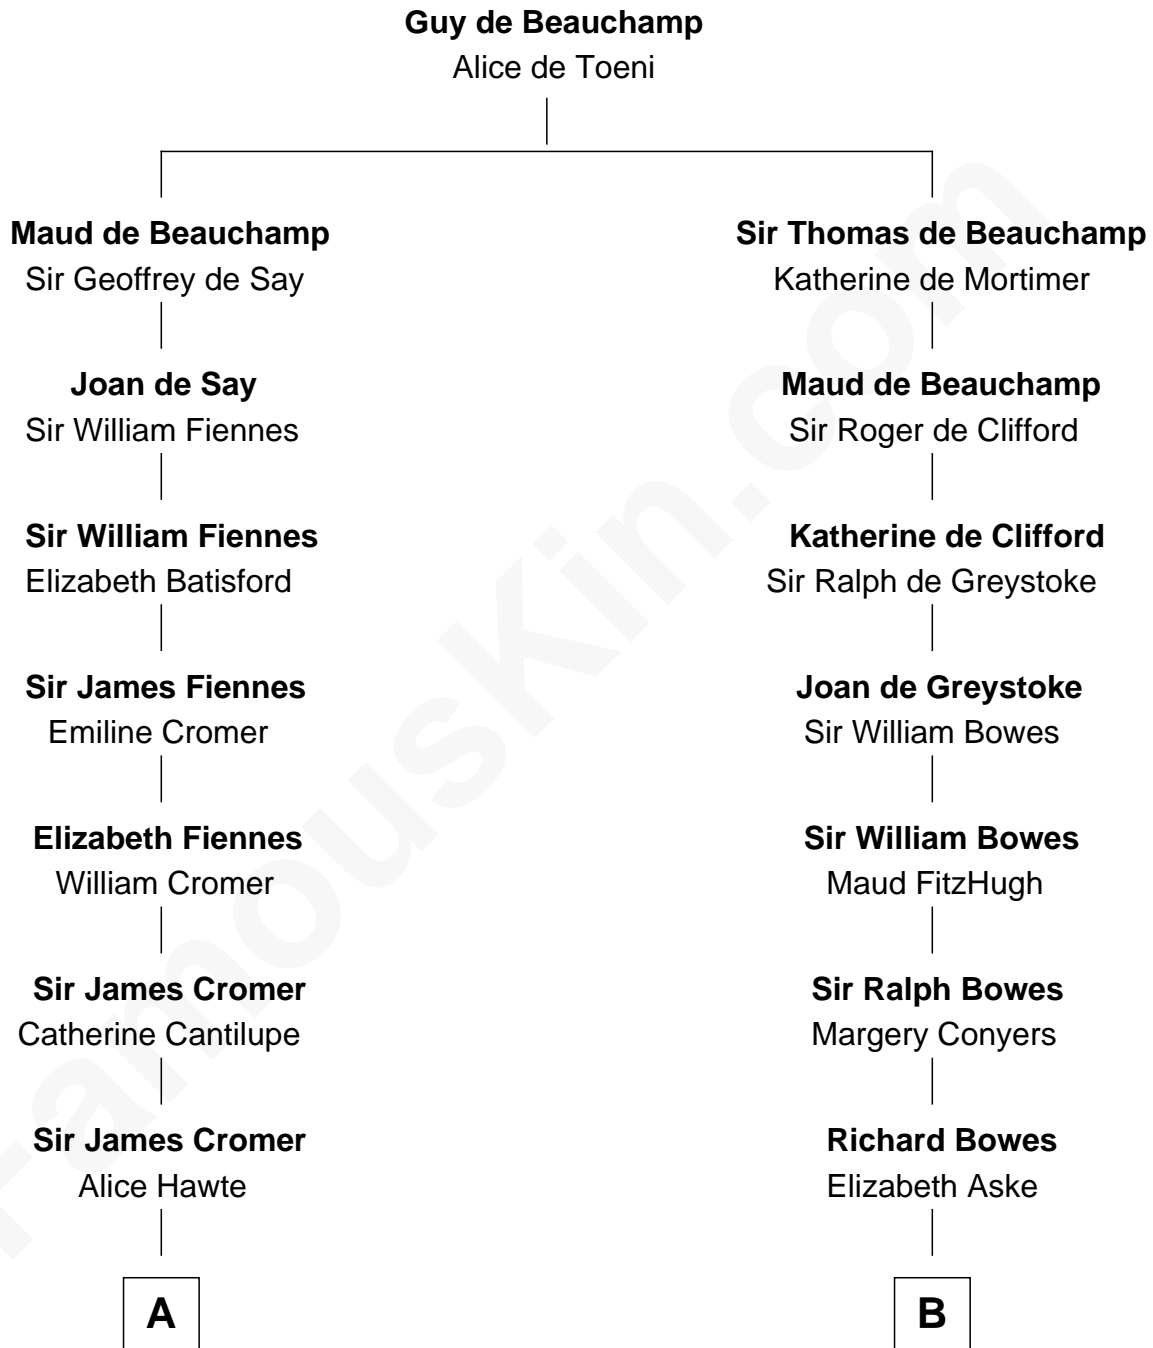 Guy de Beauchamp
Alice de Toeni
Maud de Beauchamp
Sir Geoffrey de Say
Sir Thomas de Beauchamp
Katherine de Mortimer
Joan de Say
Sir William Fiennes
Maud de Beauchamp
Sir Roger de Clifford
Sir William Fiennes
Elizabeth Batisford
Katherine de Clifford
Sir Ralph de Greystoke
Sir James Fiennes
Emiline Cromer
Joan de Greystoke
Sir William Bowes
Elizabeth Fiennes
William Cromer
Sir William Bowes
Maud FitzHugh
Sir James Cromer
Catherine Cantilupe
Sir Ralph Bowes
Margery Conyers
Sir James Cromer
Alice Hawte
Richard Bowes
Elizabeth Aske
A
B
FamousKin.com